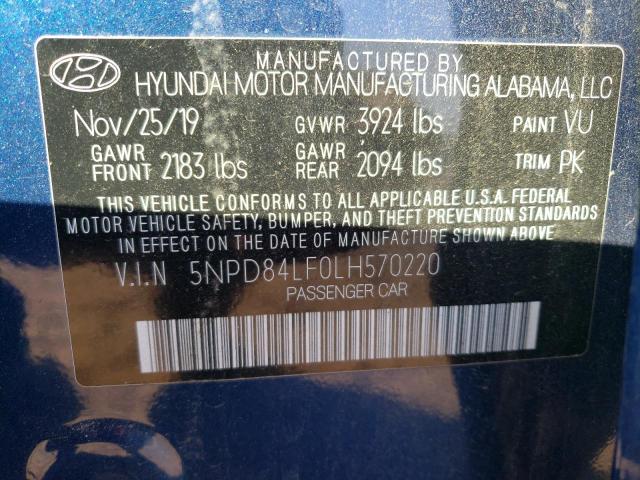 MANUFACTURED BY
HYUNDAI MOTOR MANUFACTURING ALABAMA, LLC
Nov/25/19 GVWR 3924 lbs PAINT VU
GAWR FRONT 2183 lbs GAWR REAR 2094 lbs TRIM PK
THIS VEHICLE CONFORMS TO ALL APPLICABLE U.S.A. FEDERAL
MOTOR VEHICLE SAFETY, BUMPER, AND THEFT PREVENTION STANDARDS
IN EFFECT ON THE DATE OF MANUFACTURE SHOWN ABOVE.
V.I.N 5NPD84LF0LH570220
PASSENGER CAR